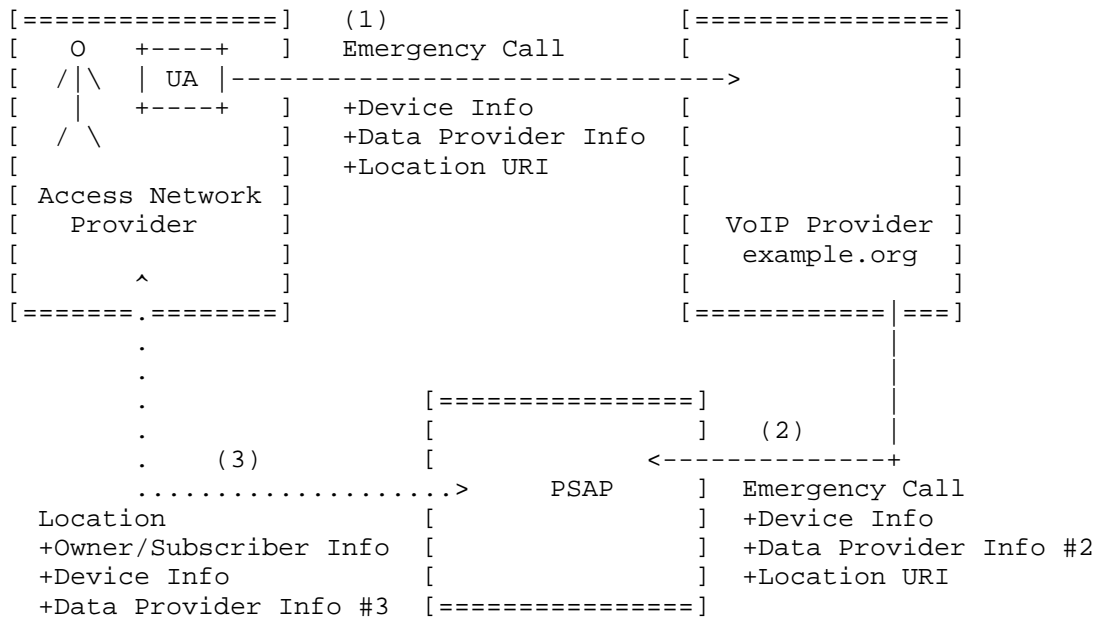 [================]   (1)                  [================]
[    O   +----+   ]   Emergency Call       [                ]
[   /|\  | UA |------------------------------->              ]
[    |   +----+   ]   +Device Info          [                ]
[   / \           ]   +Data Provider Info   [                ]
[                 ]   +Location URI         [                ]
[ Access Network ]                         [                ]
[   Provider     ]                         [  VoIP Provider ]
[                ]                         [   example.org  ]
[       ^        ]                         [                ]
[=======.========]                         [============|===]
        .                                               |
        .                                               |
        .                 [================]            |
        .                 [                ]   (2)      |
        .    (3)          [             <--------------+
        ....................>     PSAP     ]  Emergency Call
  Location                [                ]  +Device Info
  +Owner/Subscriber Info  [                ]  +Data Provider Info #2
  +Device Info            [                ]  +Location URI
  +Data Provider Info #3  [================]